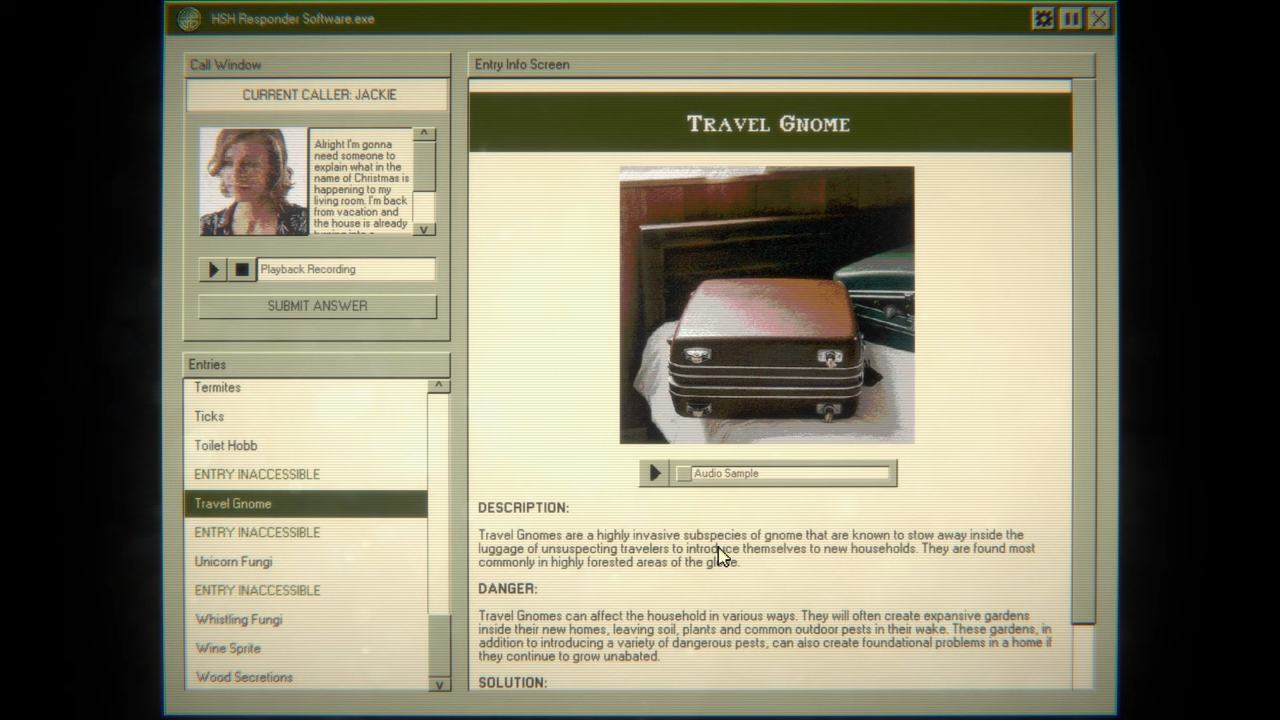 HSH Responder Software.exe
Call Window
CURRENT CALLER: JACKIE
Alright I'm gonna
need someone to
explain what in the
name of Christmas is
happening to my
living room. I'm back
from vacation and
the house is already
Playback Recording
SUBMIT ANSWER
Entries
Termites
Ticks
Toilet Hobb
ENTRY INACCESSIBLE
Travel Gnome
ENTRY INACCESSIBLE
Unicorn Fungi
ENTRY INACCESSIBLE
Whistling Fungi
Wine Sprite
Wood Secretions
Entry Info Screen
Travel Gnome
Audio Sample
DESCRIPTION:
Travel Gnomes are a highly invasive subspecies of gnome that are known to stow away inside the
luggage of unsuspecting travelers to introduce themselves to new households. They are found most
commonly in highly forested areas of the globe.
DANGER:
Travel Gnomes can affect the household in various ways. They will often create expansive gardens
inside their new homes, leaving soil, plants and common outdoor pests in their wake. These gardens, in
addition to introducing a variety of dangerous pests, can also create foundational problems in a home if
they continue to grow unabated.
SOLUTION: